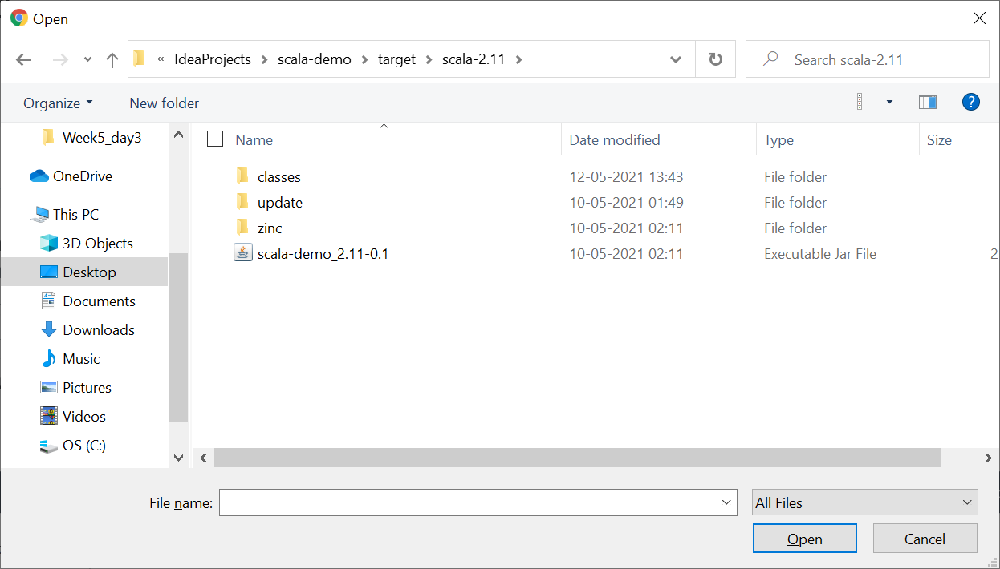 Open
« IdeaProjects > scala-demo > target > scala-2.11 >
Search scala-2.11
Organize New folder
?
Name Date modified Type Size
Week5_day3
OneDrive
This PC
3D Objects
Desktop
Documents
Downloads
Music
Pictures
Videos
OS (C:)
classes 12-05-2021 13:43 File folder
update 10-05-2021 01:49 File folder
zinc 10-05-2021 02:11 File folder
scala-demo_2.11-0.1 10-05-2021 02:11 Executable Jar File 2
File name:
All Files
Open Cancel